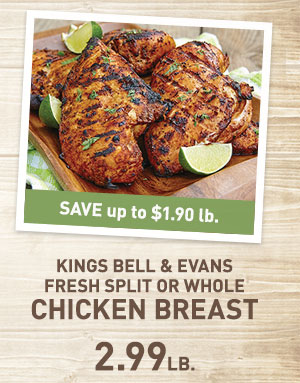 SAVE up to $1.90 lb.
KINGS BELL & EVANS
FRESH SPLIT OR WHOLE
CHICKEN BREAST
2.99LB.